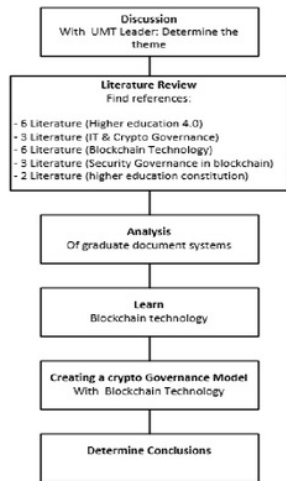 Discussion
With UMT Leader: Determine the
theme
Literature Review
Find references:
- 6 Literature (Higher education 4.0)
- 3 Literature (IT & Crypto Governance)
- 6 Literature (Blockchain Technology)
- 3 Literature (Security Governance in blockchain)
- 2 Literature (higher education constitution)
Analysis
Of graduate document systems
Learn
Blockchain technology
Creating a crypto Governance Model
With Blockchain Technology
Determine Conclusions